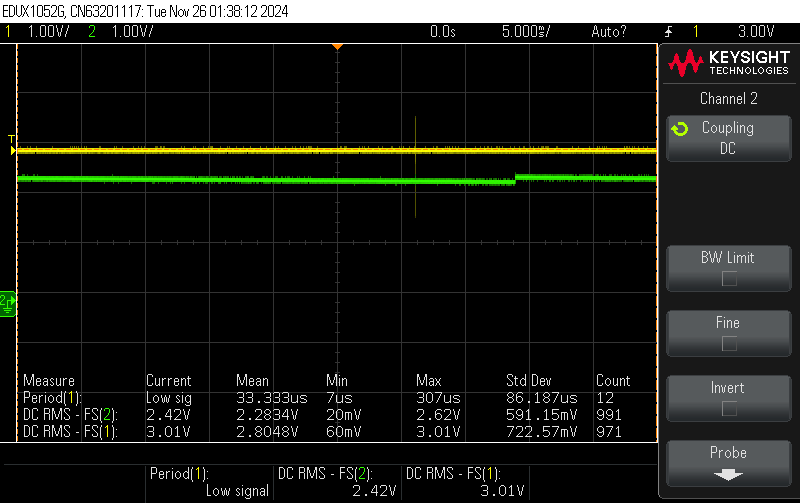 EDUX1052G, CN63201117: Tue Nov 26 01:38:12 2024
1 1.00V/ 2 1.00V/ 0.0s 5.000s/ Auto? 1 3.00V
KEYSIGHT
TECHNOLOGIES
Channel 2
Coupling
DC
T
BW Limit
2
Fine
Measure Current Mean Min Max Std Dev Count
Period(1): Low sig 33.333us 7us 307us 86.187us 12
DC RMS - FS(2): 2.42V 2.2834V 20mV 2.62V 591.15mV 991
DC RMS - FS(1): 3.01V 2.8048V 60mV 3.01V 722.57mV 971
Invert
Probe
Period(1): DC RMS - FS(2): DC RMS - FS(1):
Low signal 2.42V 3.01V